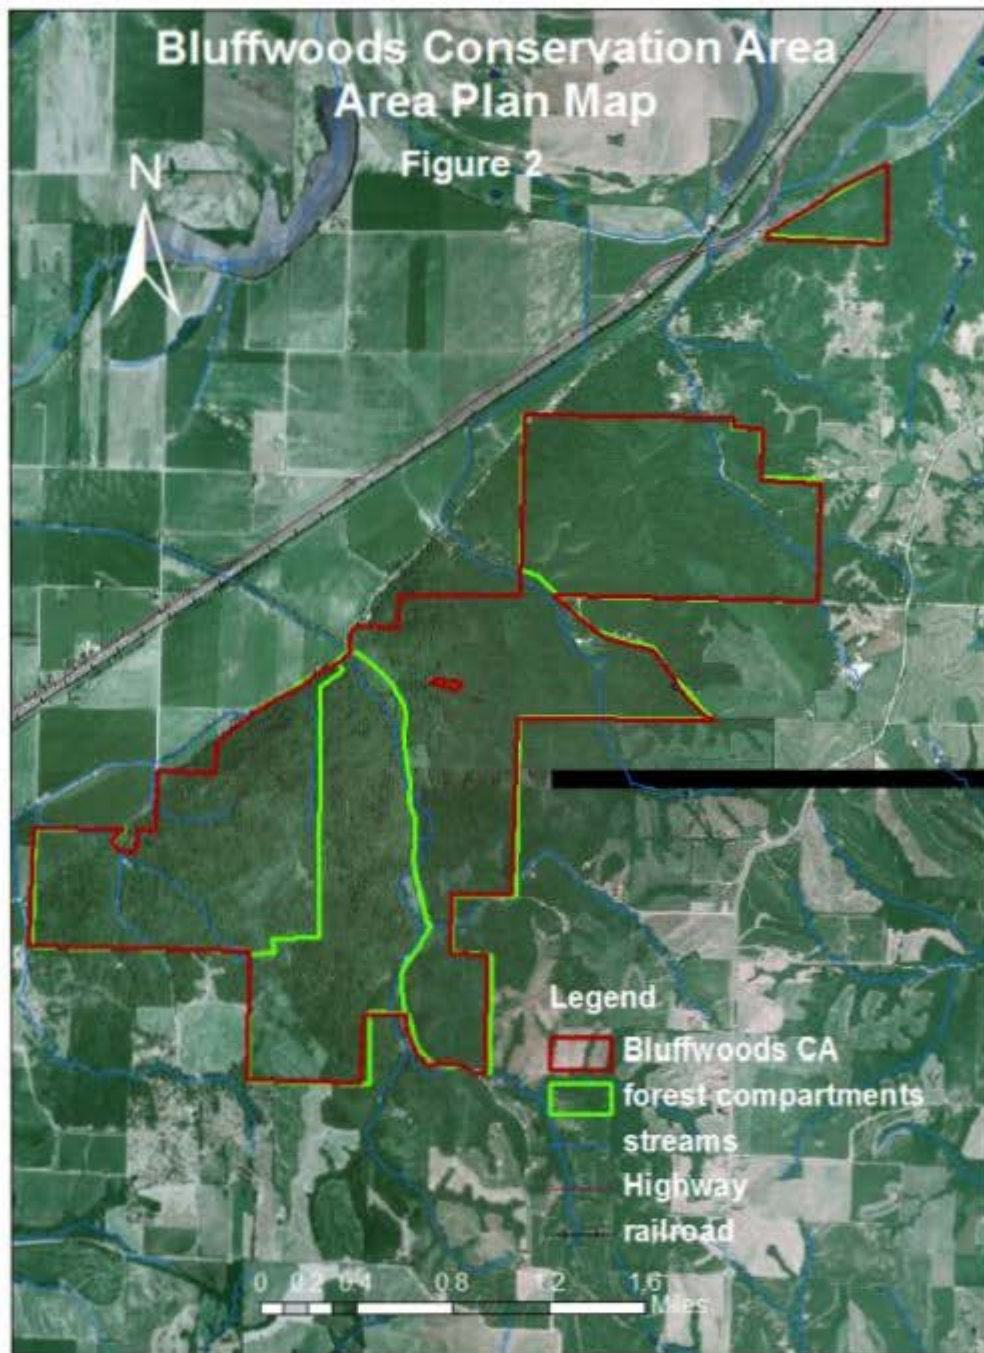 Bluffwoods Conservation Area
Area Plan Map
Figure 2
N
Legend
Bluffwoods CA
forest compartments
streams
Highway
railroad
0 0.2 0.4 0.8 1.2 1.6
Miles